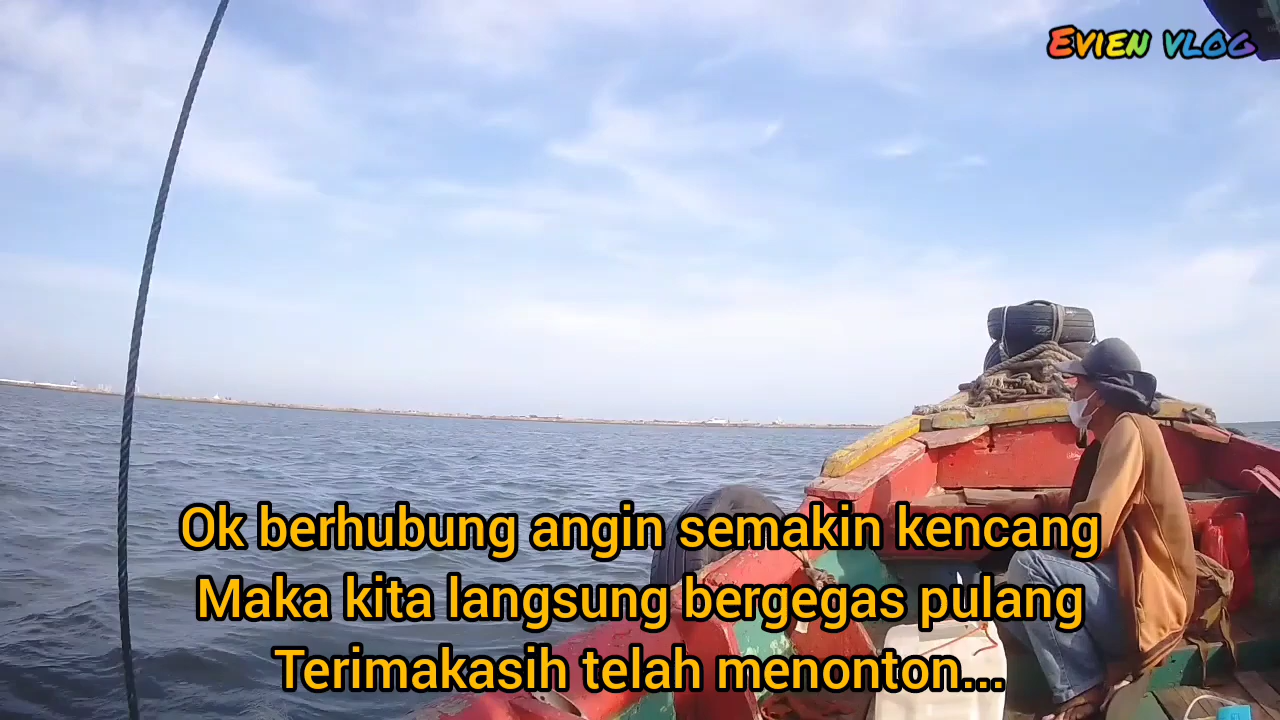 Evien vlog
Ok berhubung angin semakin kencang
Maka kita langsung bergegas pulang
Terimakasih telah menonton...